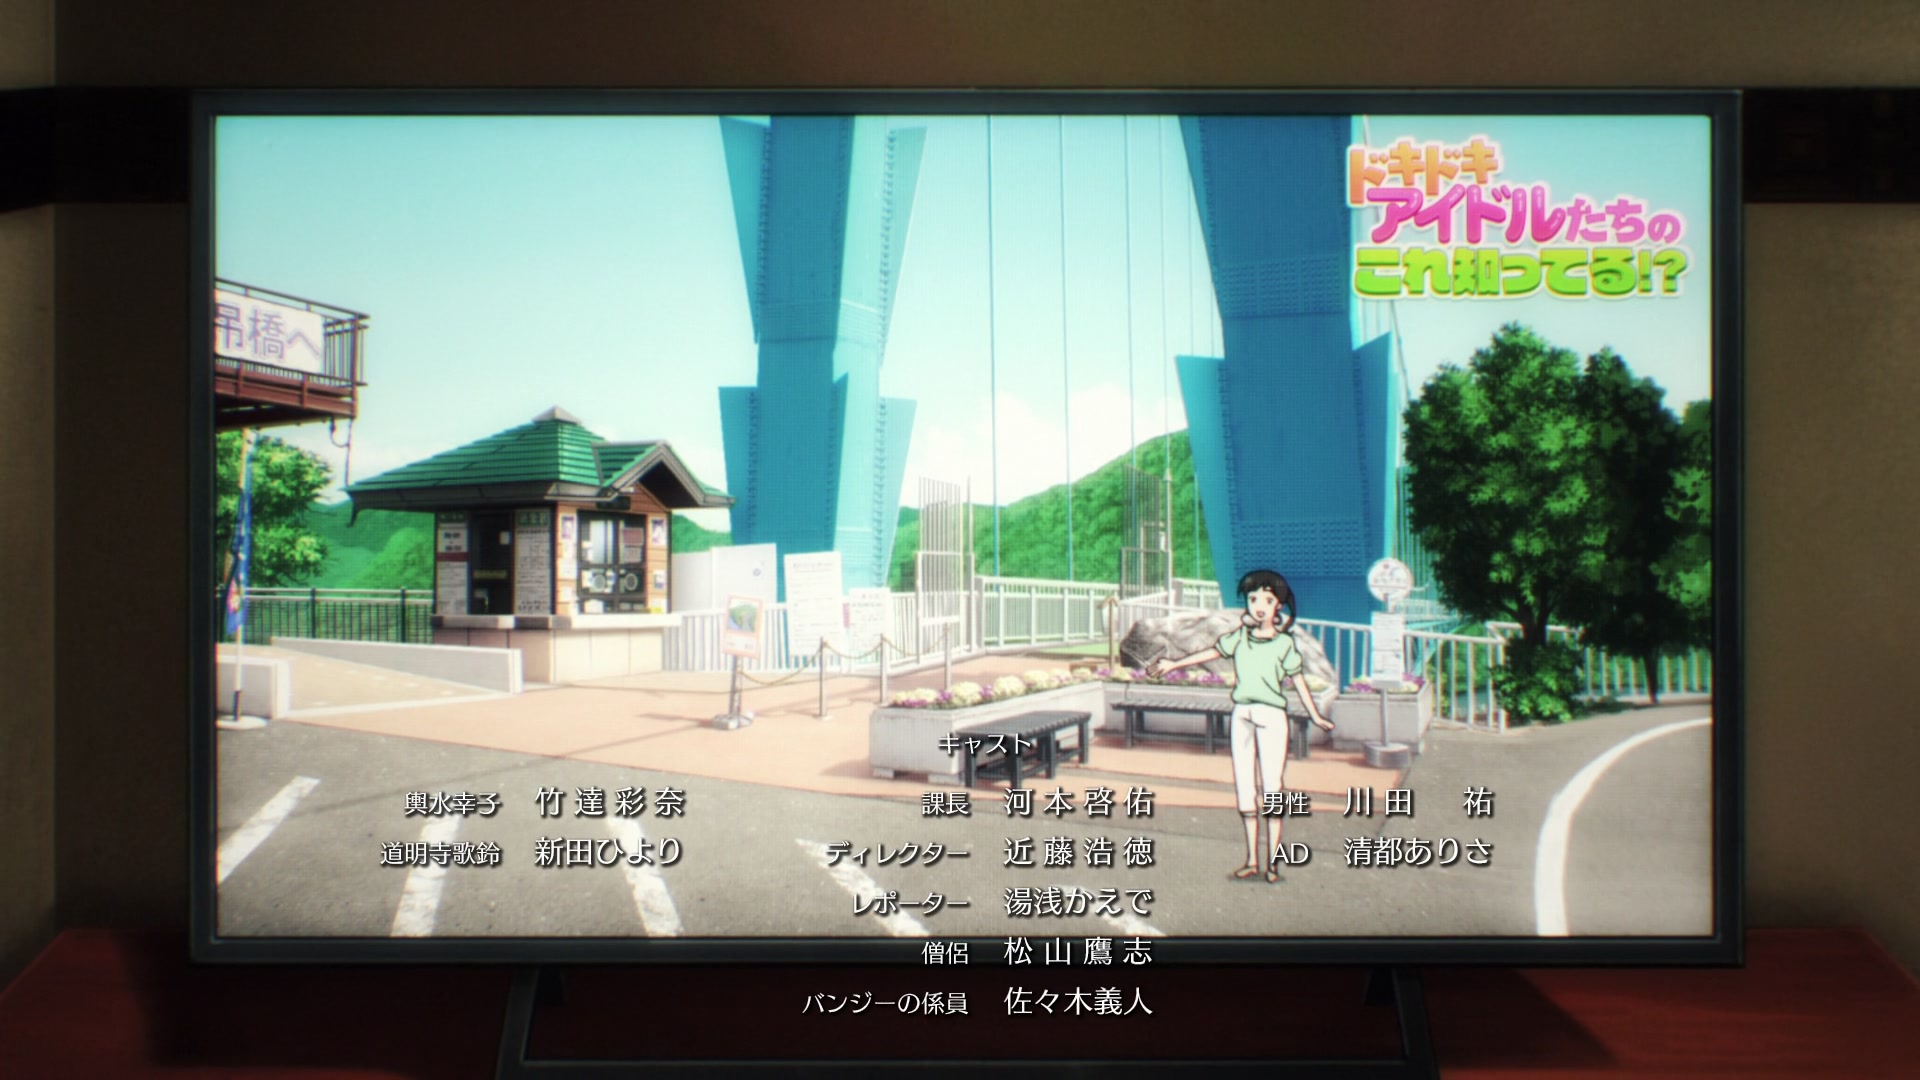 ドキドキ
アイドルたちの
これ知ってる!?
吊橋へ
キャスト
輿水幸子 竹達彩奈
道明寺歌鈴 新田ひより
課長 河本啓佑
ディレクター 近藤浩徳
レポーター 湯浅かえで
僧侶 松山鷹志
バンジーの係員 佐々木義人
男性 川田 祐
AD 清都ありさ